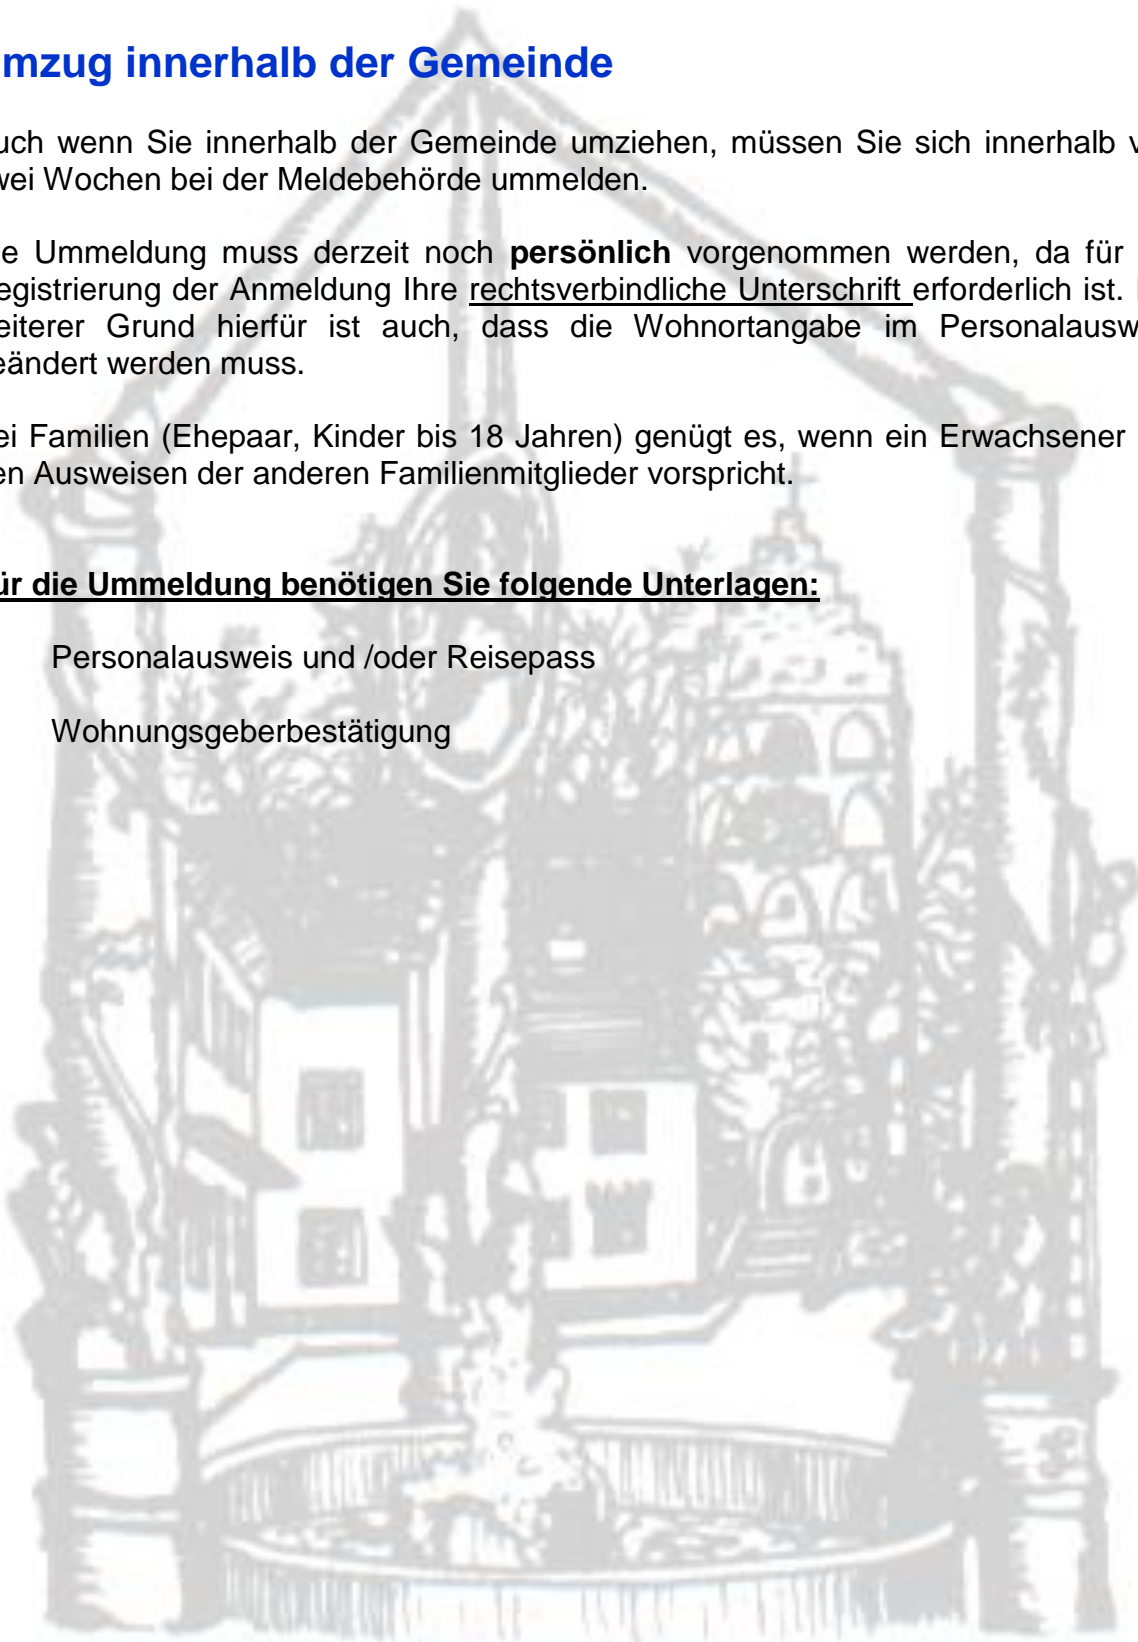 mzug innerhalb der Gemeinde
uch wenn Sie innerhalb der Gemeinde umziehen, müssen Sie sich innerhalb v
wei Wochen bei der Meldebehörde ummelden.
ie Ummeldung muss derzeit noch persönlich vorgenommen werden, da für
egistrierung der Anmeldung Ihre rechtsverbindliche Unterschrift erforderlich ist.
eiterer Grund hierfür ist auch, dass die Wohnortangabe im Personalausw
eändert werden muss.
ei Familien (Ehepaar, Kinder bis 18 Jahren) genügt es, wenn ein Erwachsener
en Ausweisen der anderen Familienmitglieder vorspricht.
ür die Ummeldung benötigen Sie folgende Unterlagen:
Personalausweis und /oder Reisepass
Wohnungsgeberbestätigung